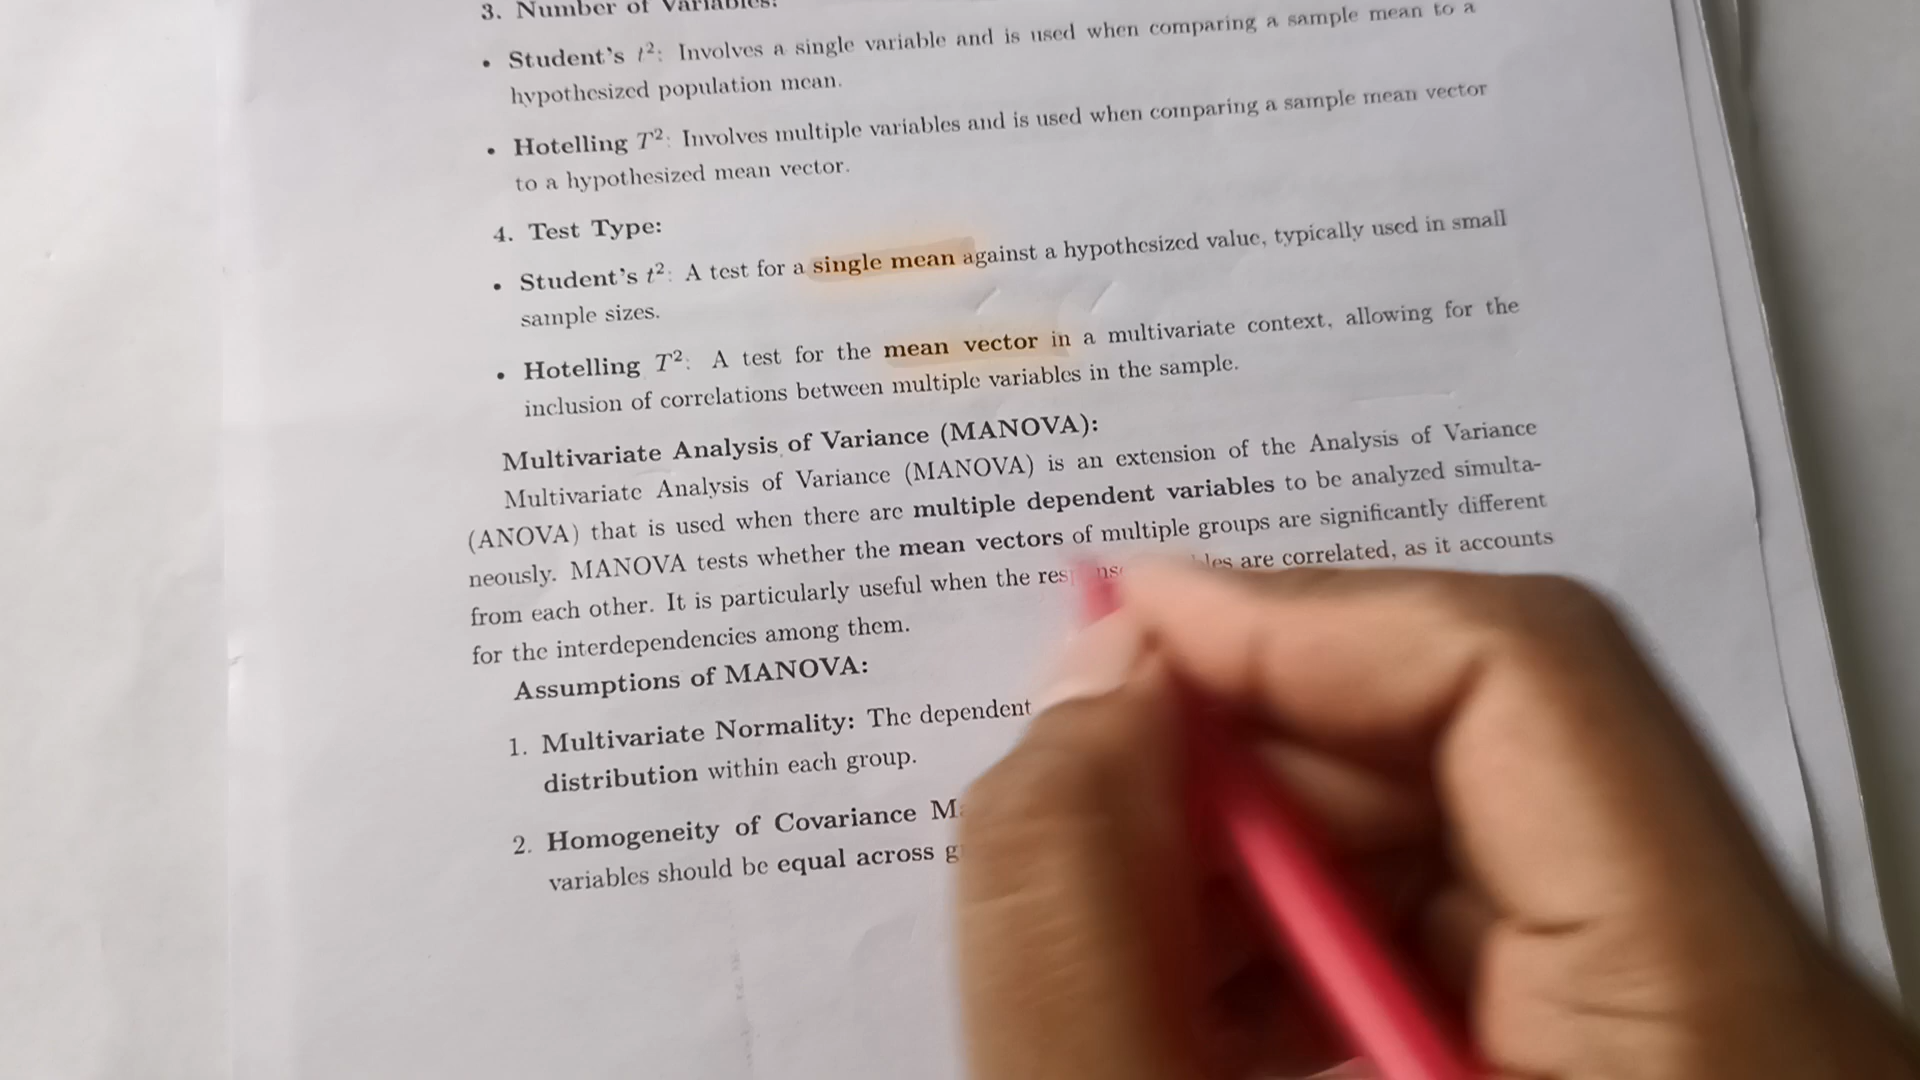 3. Number of Variables:
• Student's t²: Involves a single variable and is used when comparing a sample mean to a
hypothesized population mean.
• Hotelling T²: Involves multiple variables and is used when comparing a sample mean vector
to a hypothesized mean vector.
4. Test Type:
• Student's t²: A test for a single mean against a hypothesized value, typically used in small
sample sizes.
• Hotelling T²: A test for the mean vector in a multivariate context, allowing for the
inclusion of correlations between multiple variables in the sample.
Multivariate Analysis of Variance (MANOVA):
Multivariate Analysis of Variance (MANOVA) is an extension of the Analysis of Variance
(ANOVA) that is used when there are multiple dependent variables to be analyzed simulta-
neously. MANOVA tests whether the mean vectors of multiple groups are significantly different
from each other. It is particularly useful when the are correlated, as it accounts
for the interdependencies among them.
Assumptions of MANOVA:
1. Multivariate Normality: The dependent
distribution within each group.
2. Homogeneity of Covariance
variables should be equal across